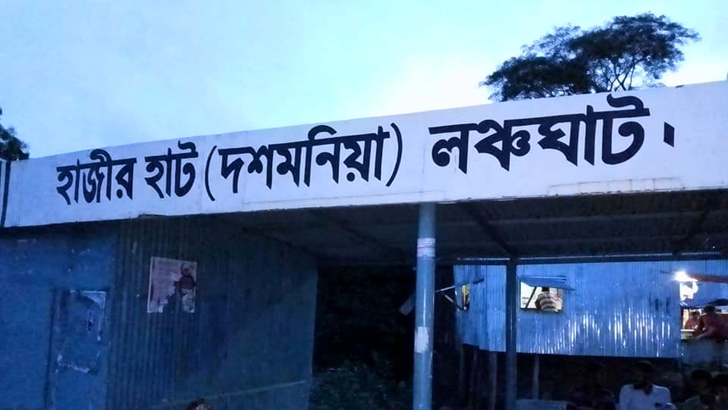 হাজীর হাট (দশমনিয়া) লঞ্চঘাট।